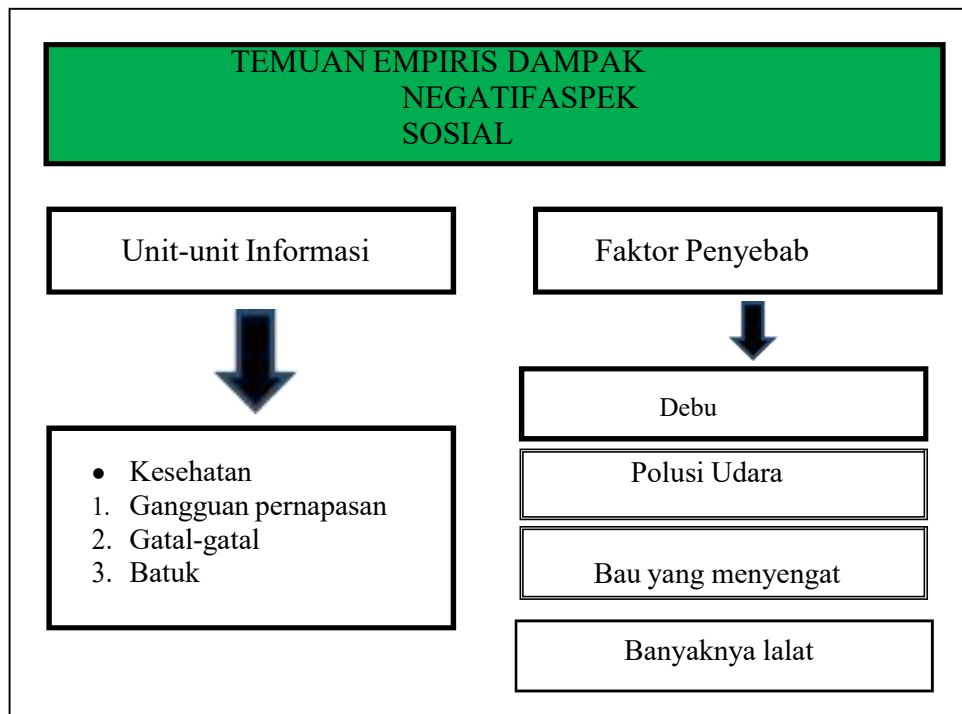 TEMUAN EMPIRIS DAMPAK
NEGATIFASPEK
SOSIAL
Unit-unit Informasi
• Kesehatan
1. Gangguan pernapasan
2. Gatal-gatal
3. Batuk
Faktor Penyebab
Debu
Polusi Udara
Bau yang menyengat
Banyaknya lalat